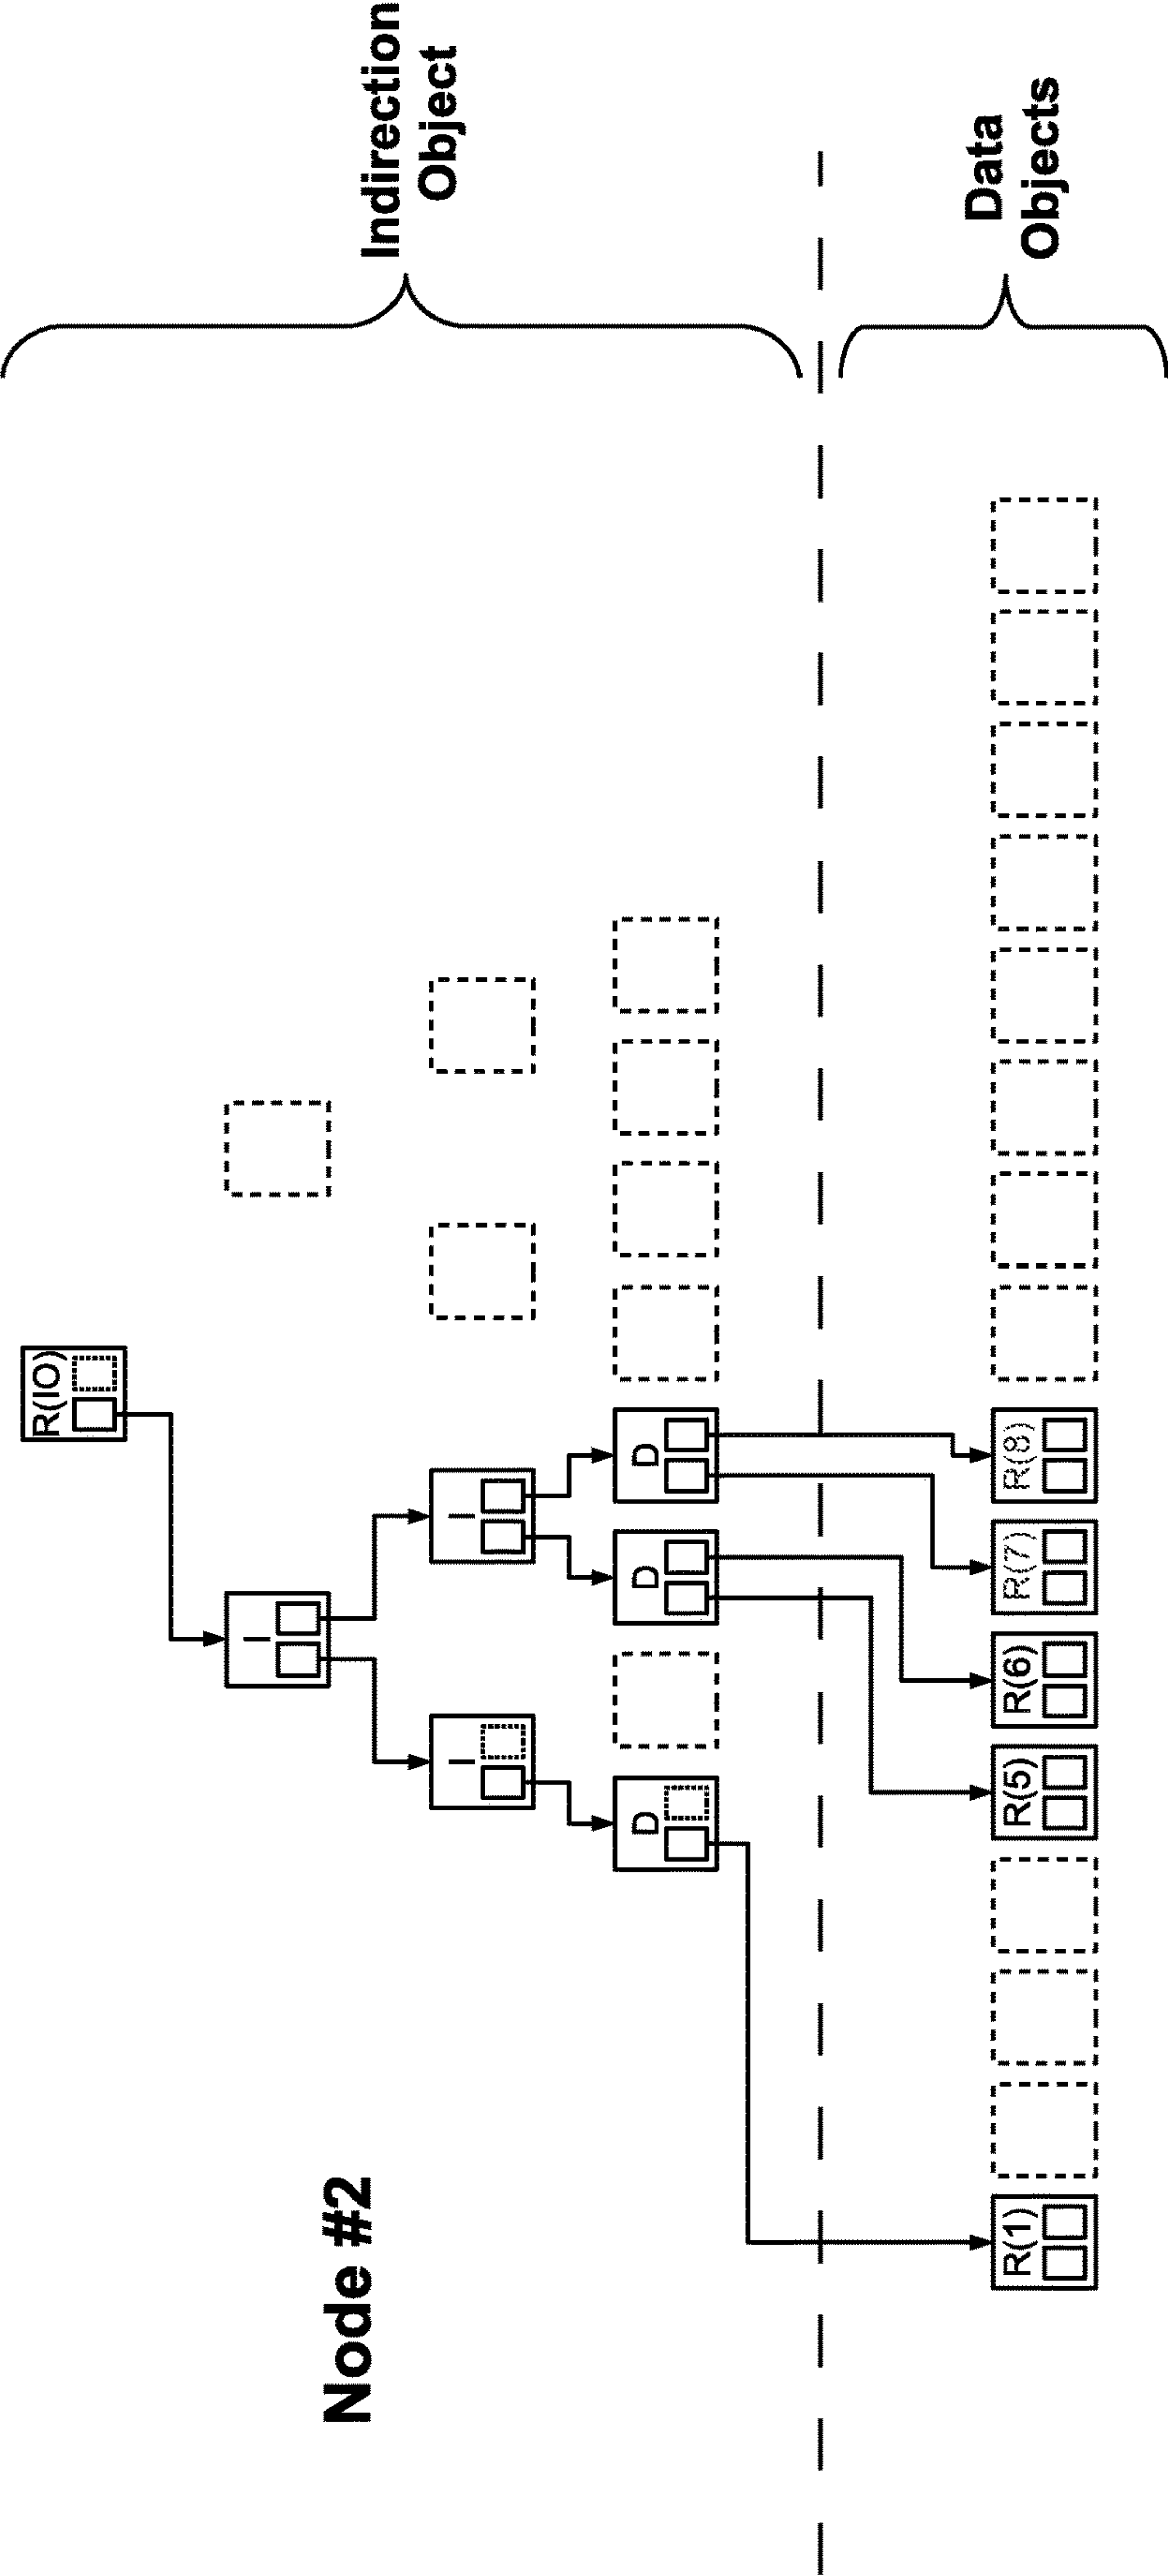 Node #2
R(IO)
I
I
I
D
D
D
Indirection
Object
R(1)
R(5)
R(6)
R(7)
R(8)
Data
Objects